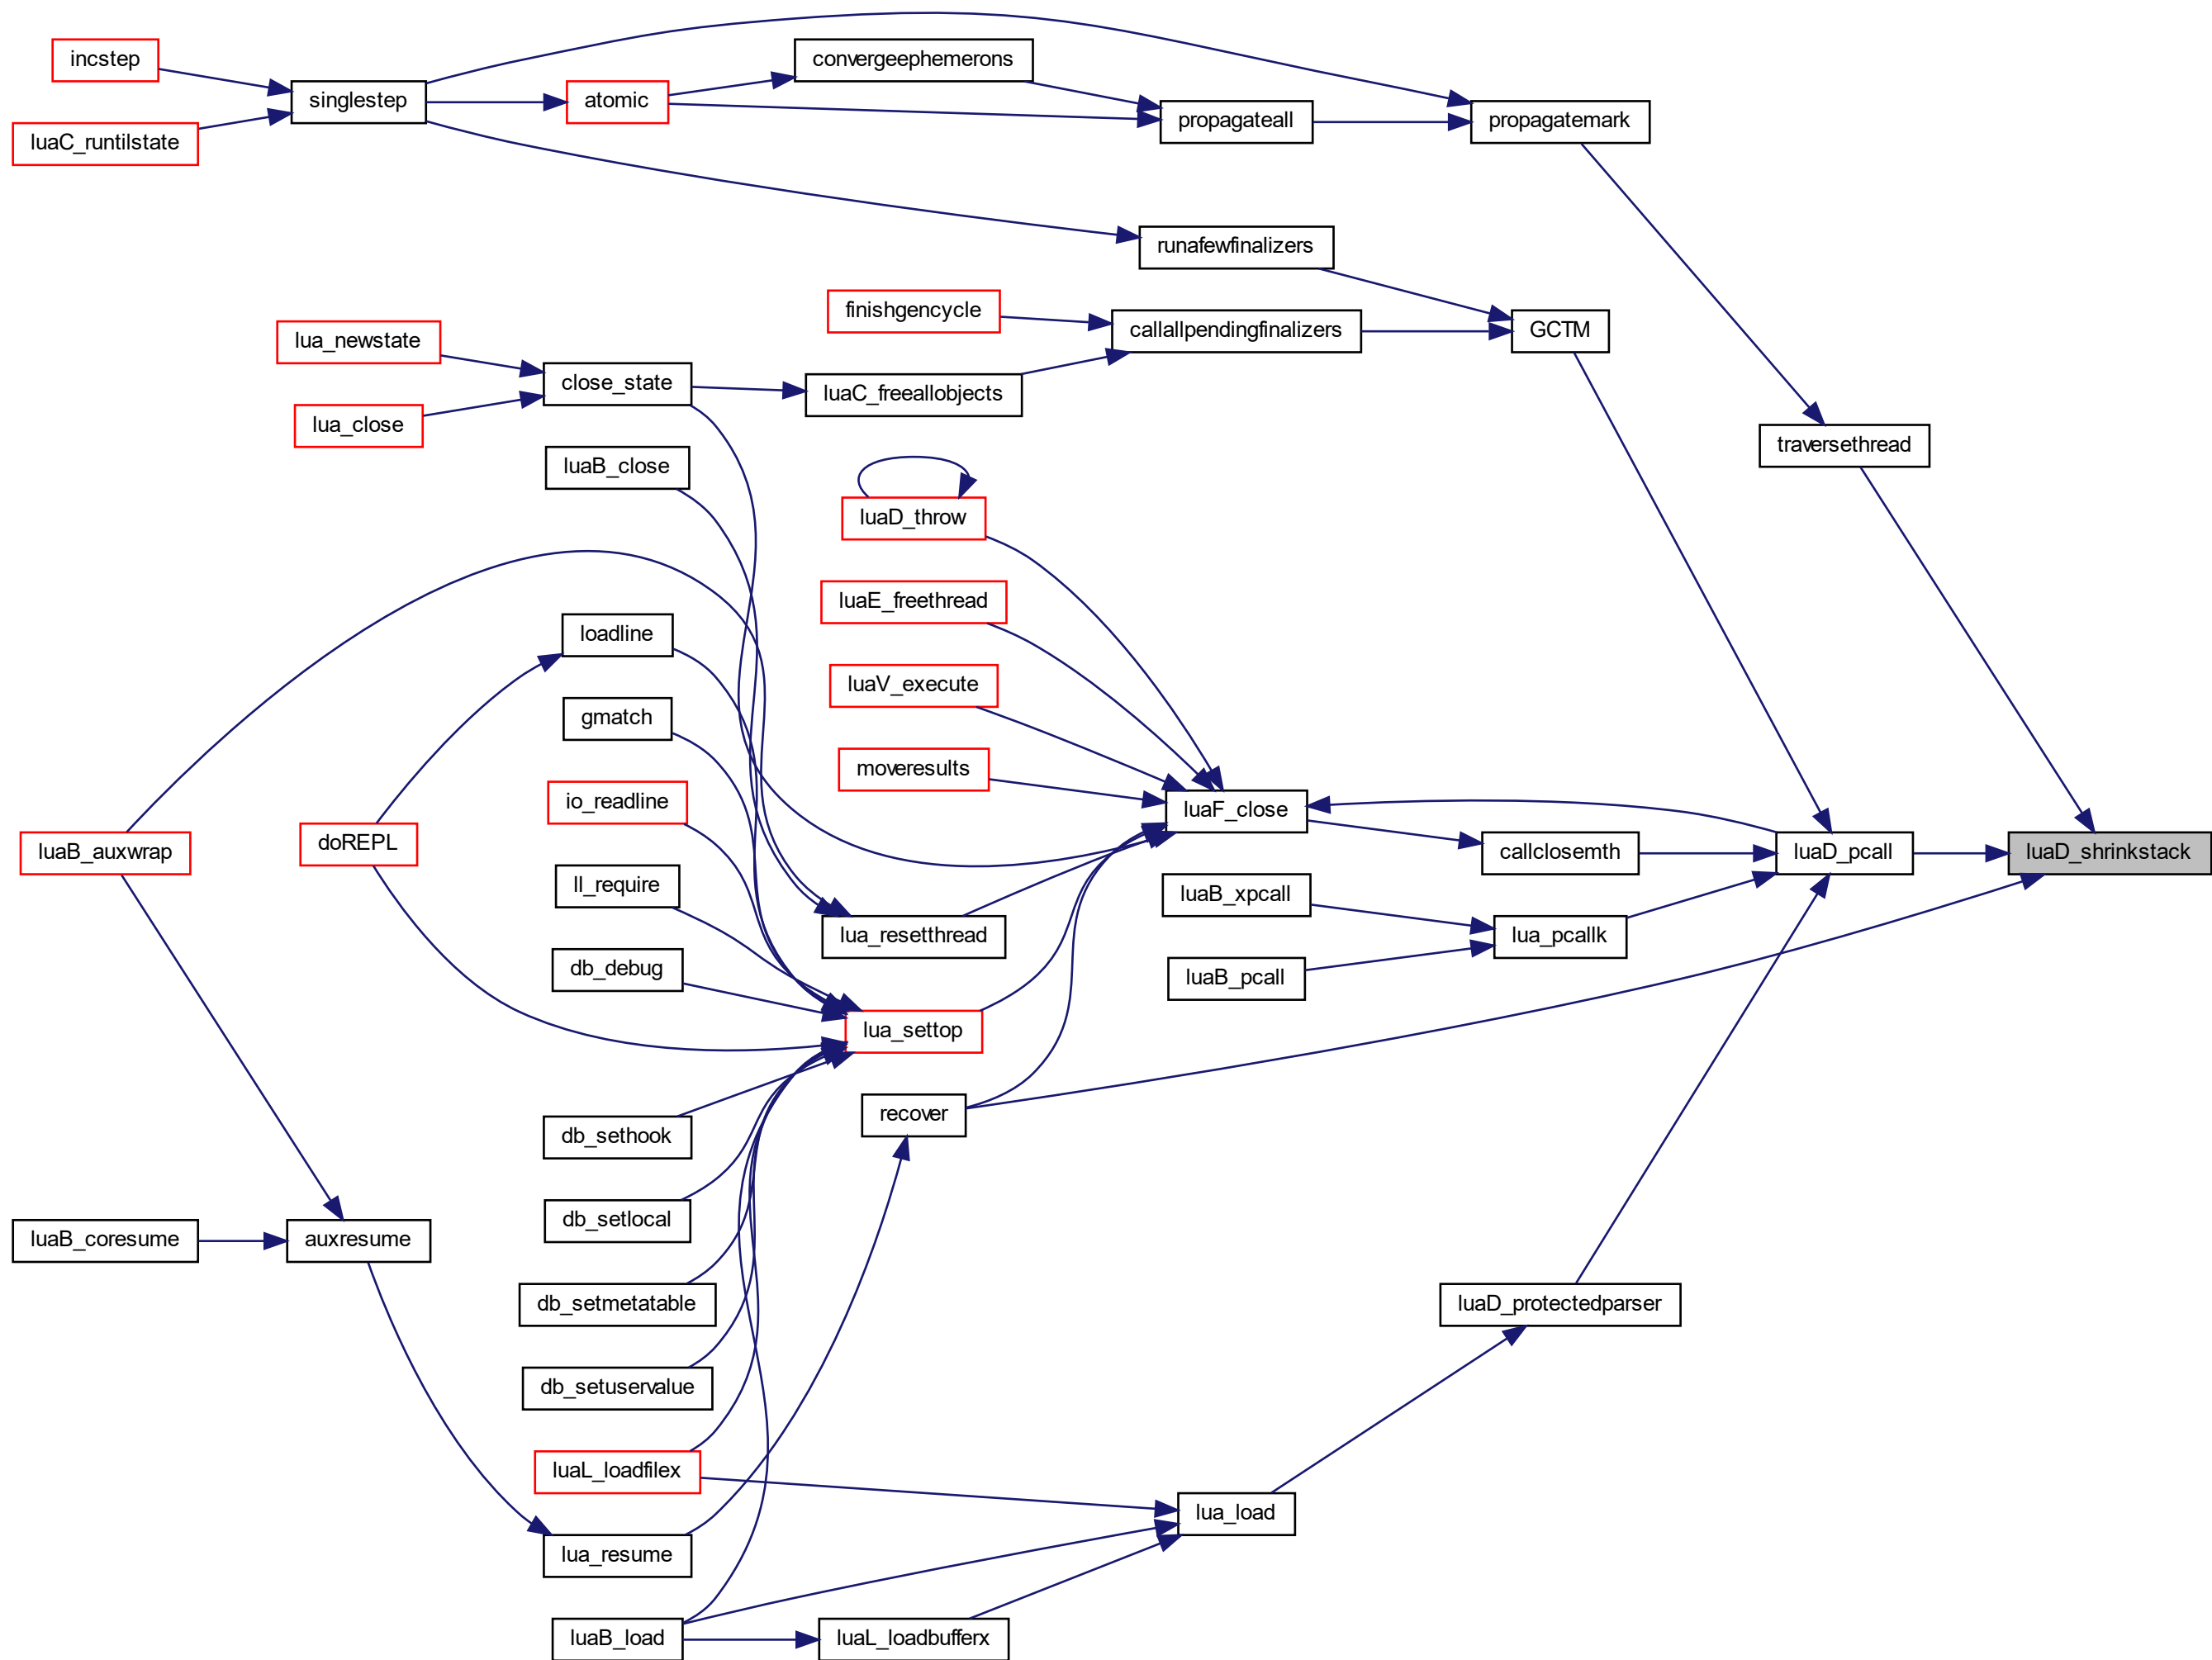 incstep
convergeephemerons
singlestep
atomic
propagateall
propagatemark
luaC_runtilstate
runafewfinalizers
finishgencycle
lua_newstate
callallpendingfinalizers
GCTM
close_state
luaC_freeallobjects
lua_close
traversethread
luaB_close
luaD_throw
luaE_freethread
loadline
luaV_execute
gmatch
moveresults
io_readline
luaF_close
doREPL
luaB_auxwrap
callclosemth
luaD_pcall
luaD_shrinkstack
ll_require
luaB_xpcall
lua_resetthread
lua_pcallk
db_debug
luaB_pcall
lua_settop
recover
db_sethook
db_setlocal
luaB_coresume
auxresume
db_setmetatable
luaD_protectedparser
db_setuservalue
luaL_loadfilex
lua_load
lua_resume
luaB_load
luaL_loadbufferx